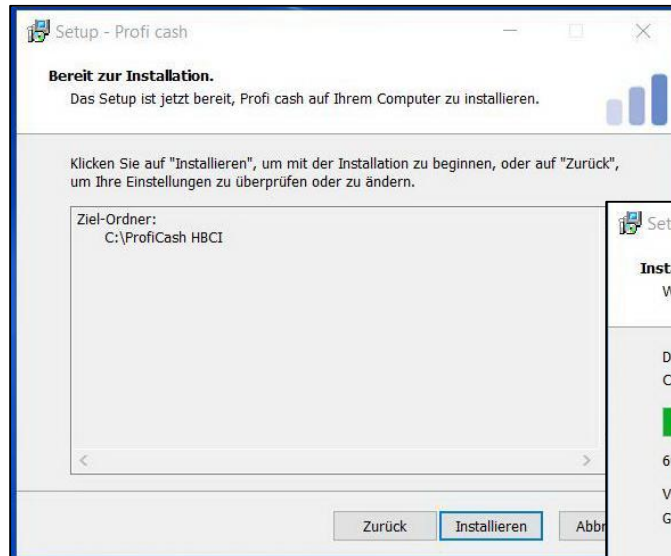 Setup - Profi cash
Bereit zur Installation.
Das Setup ist jetzt bereit, Profi cash auf Ihrem Computer zu installieren.
Klicken Sie auf "Installieren", um mit der Installation zu beginnen, oder auf "Zurück",
um Ihre Einstellungen zu überprüfen oder zu ändern.
Ziel-Ordner:
C:\ProfiCash HBCI
Zurück
Installieren